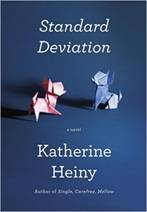 Standard
Deviation
a novel
Katherine
Heiny
Author of Single, Carefree, Mellow